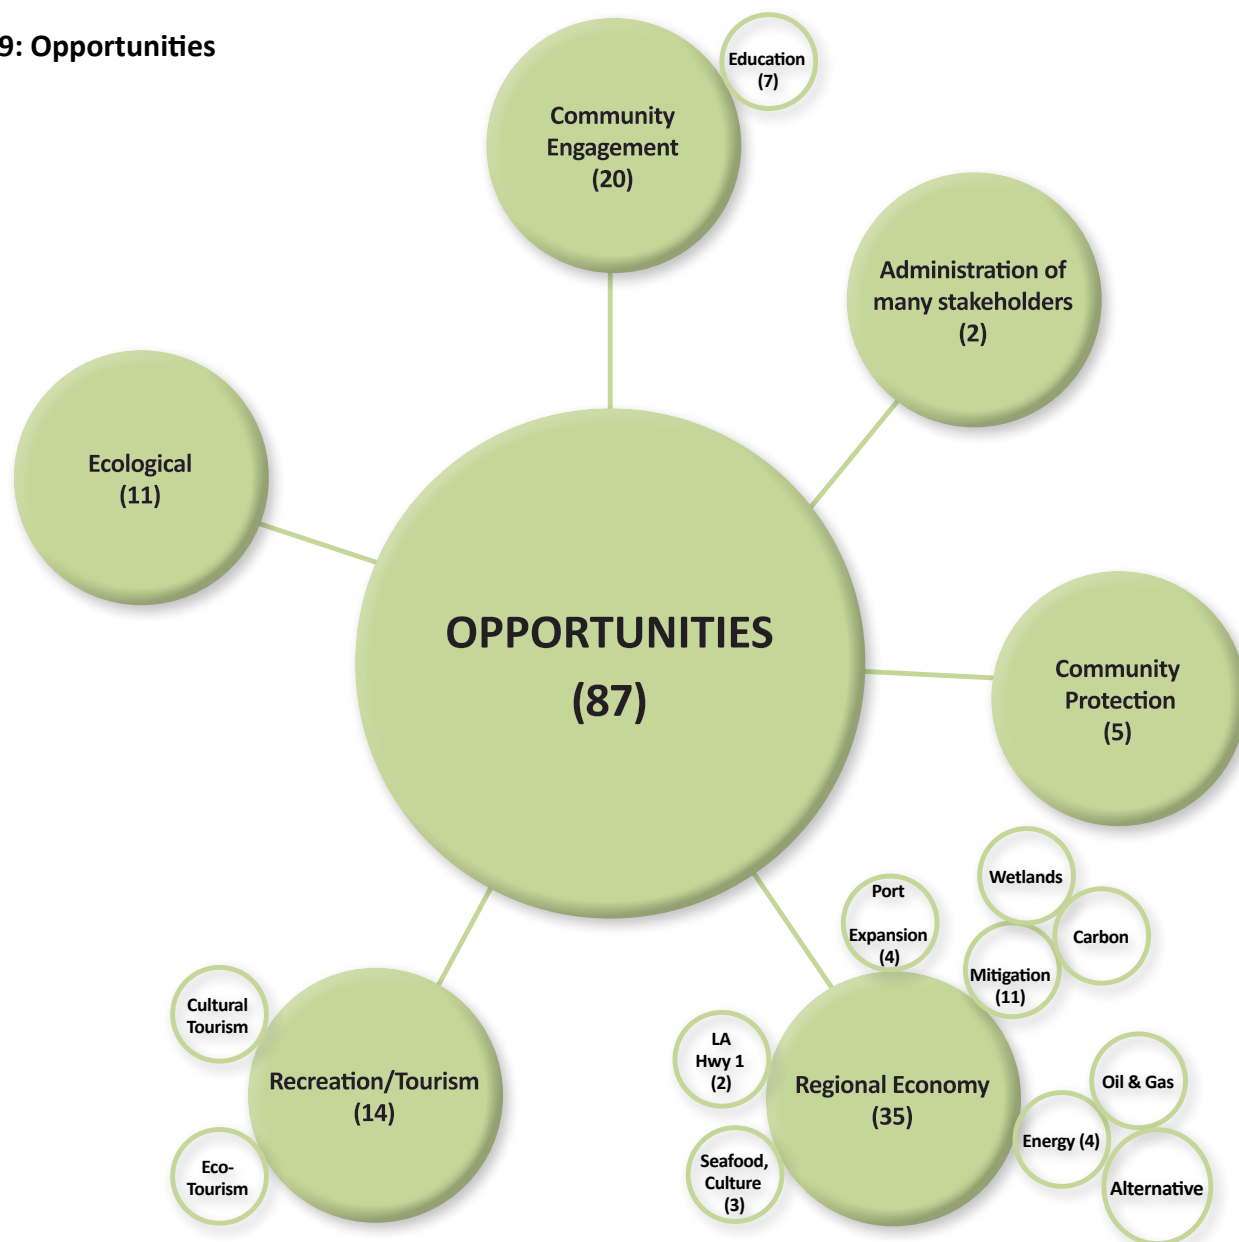 9: Opportunities
Education
(7)
Community
Engagement
(20)
Administration of
many stakeholders
(2)
Ecological
(11)
OPPORTUNITIES
(87)
Community
Protection
(5)
Wetlands
Port
Expansion
(4)
Carbon
Mitigation
(11)
Cultural
Tourism
LA
Hwy 1
(2)
Recreation/Tourism
(14)
Regional Economy
(35)
Oil & Gas
Energy (4)
Eco-
Tourism
Seafood,
Culture
(3)
Alternative